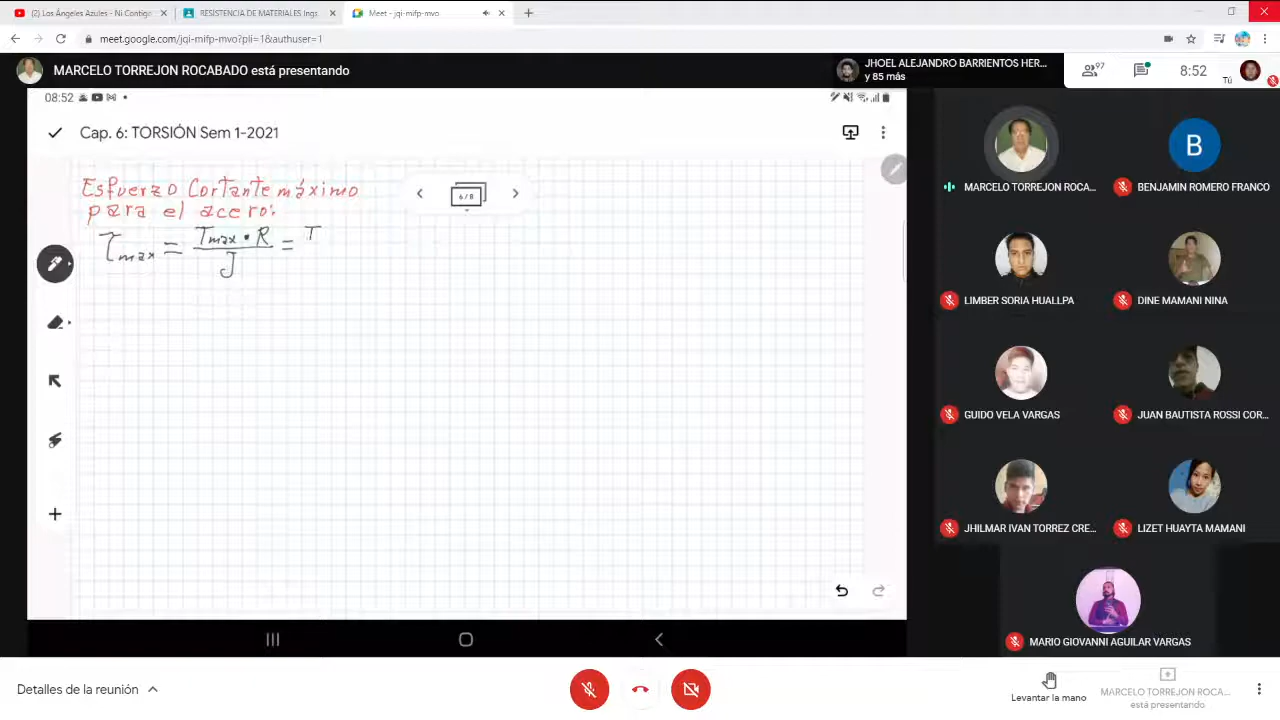 (2) Los Ángeles Azules - Ni Contigo
RESISTENCIA DE MATERIALES Ings.
Meet - jqi-mifp-mvo
meet.google.com/jqi-mifp-mvo?pli=1&authuser=1
MARCELO TORREJON ROCABADO está presentando
JHOEL ALEJANDRO BARRIENTOS HER...
y 85 más
97
8:52
Tú
08:52
Cap. 6: TORSIÓN Sem 1-2021
Esfuerzo Cortante máximo
para el acero:
6/8
τmax = Tmax • R / J = T
MARCELO TORREJON ROCA...
B
BENJAMIN ROMERO FRANCO
LIMBER SORIA HUALLPA
DINE MAMANI NINA
GUIDO VELA VARGAS
JUAN BAUTISTA ROSSI COR...
JHILMAR IVAN TORREZ CRE...
LIZET HUAYTA MAMANI
MARIO GIOVANNI AGUILAR VARGAS
Detalles de la reunión
Levantar la mano
MARCELO TORREJON ROCA...
está presentando